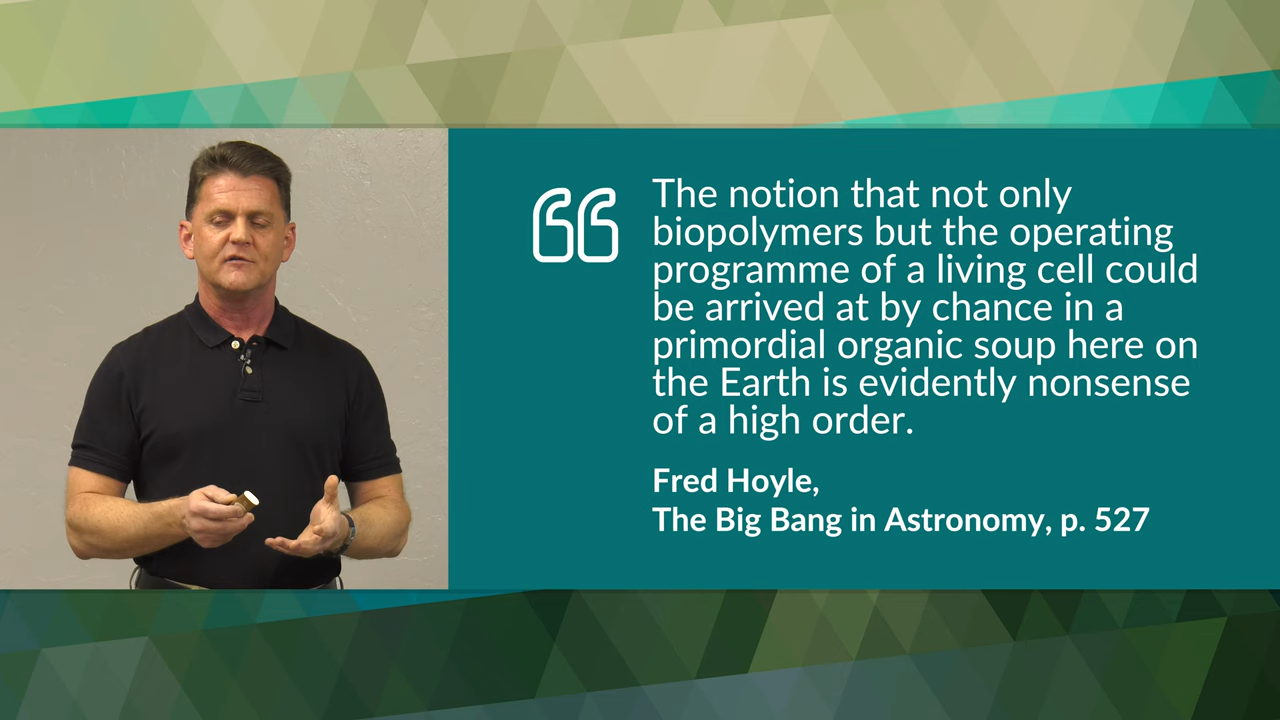 The notion that not only
biopolymers but the operating
programme of a living cell could
be arrived at by chance in a
primordial organic soup here on
the Earth is evidently nonsense
of a high order.
Fred Hoyle,
The Big Bang in Astronomy, p. 527